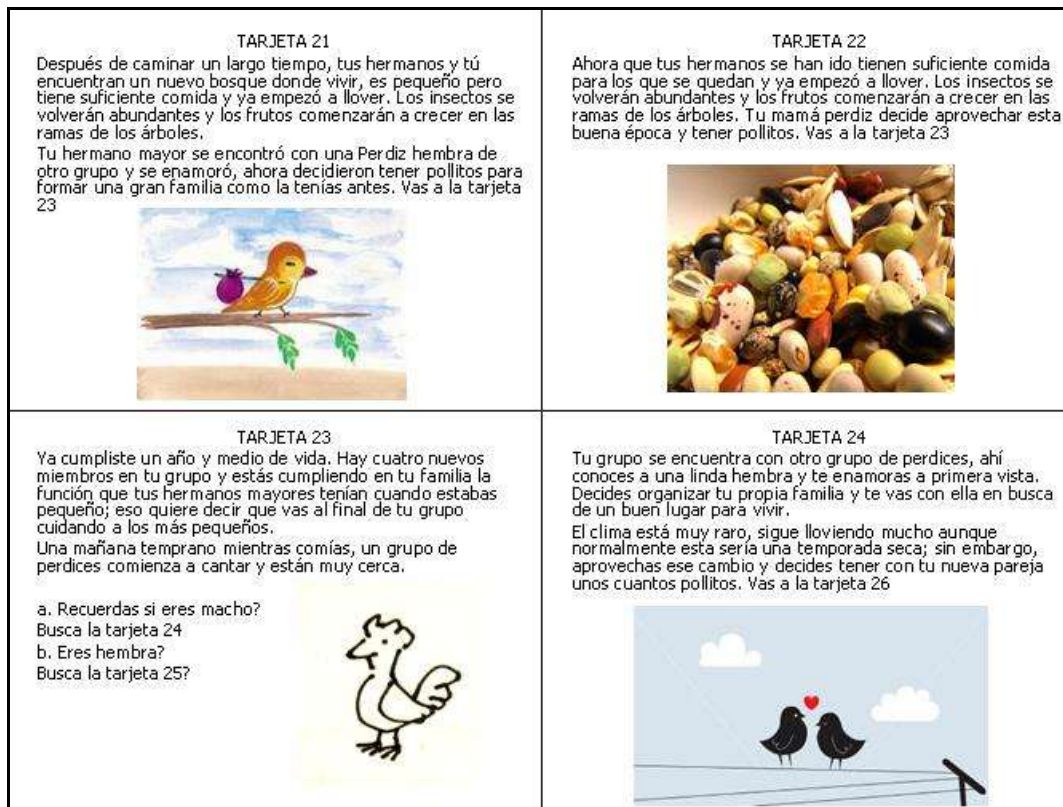 TARJETA 21
Después de caminar un largo tiempo, tus hermanos y tú
encuentran un nuevo bosque donde vivir, es pequeño pero
tiene suficiente comida y ya empezó a llover. Los insectos se
volverán abundantes y los frutos comenzarán a crecer en las
ramas de los árboles.
Tu hermano mayor se encontró con una Perdiz hembra de
otro grupo y se enamoró, ahora decidieron tener pollitos para
formar una gran familia como la tenías antes. Vas a la tarjeta
23
TARJETA 22
Ahora que tus hermanos se han ido tienen suficiente comida
para los que se quedan y ya empezó a llover. Los insectos se
volverán abundantes y los frutos comenzarán a crecer en las
ramas de los árboles. Tu mamá perdiz decide aprovechar esta
buena época y tener pollitos. Vas a la tarjeta 23
TARJETA 23
Ya cumpliste un año y medio de vida. Hay cuatro nuevos
miembros en tu grupo y estás cumpliendo en tu familia la
función que tus hermanos mayores tenían cuando estabas
pequeño; eso quiere decir que vas al final de tu grupo
cuidando a los más pequeños.
Una mañana temprano mientras comías, un grupo de
perdices comienza a cantar y están muy cerca.
a. Recuerdas si eres macho?
Busca la tarjeta 24
b. Eres hembra?
Busca la tarjeta 25?
TARJETA 24
Tu grupo se encuentra con otro grupo de perdices, ahí
conoces a una linda hembra y te enamoras a primera vista.
Decides organizar tu propia familia y te vas con ella en busca
de un buen lugar para vivir.
El clima está muy raro, sigue lloviendo mucho aunque
normalmente esta sería una temporada seca; sin embargo,
aprovechas ese cambio y decides tener con tu nueva pareja
unos cuantos pollitos. Vas a la tarjeta 26